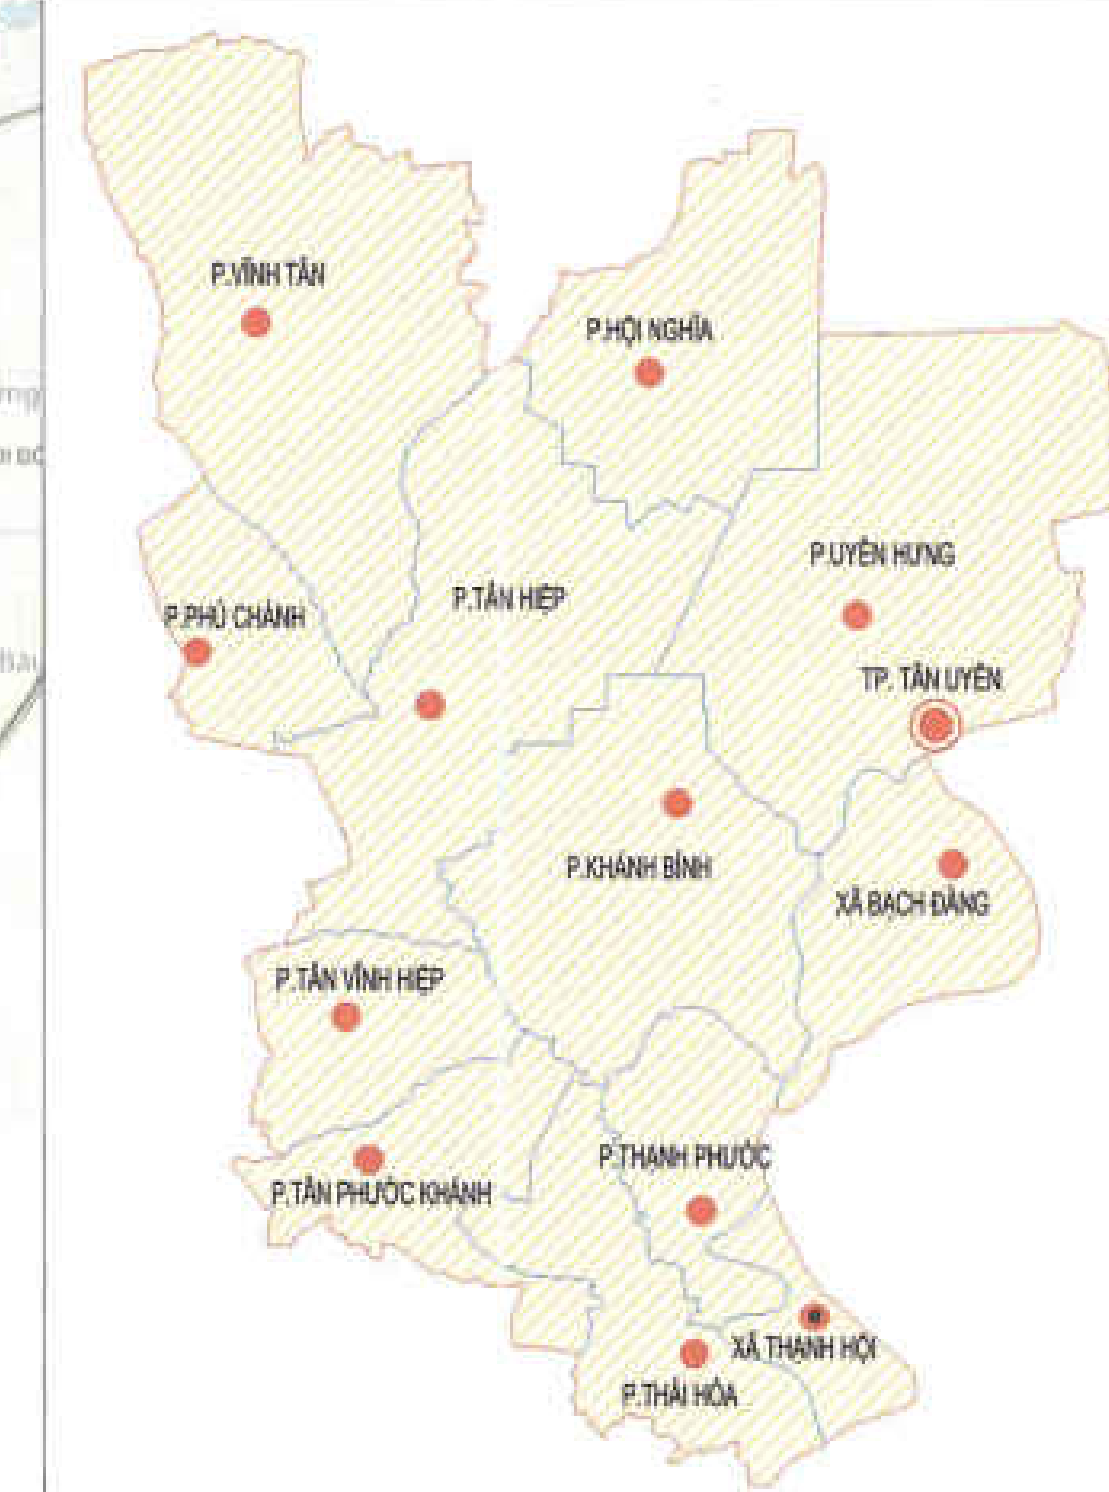 P.VĨNH TÂN
P.HỘI NGHĨA
P.UYÊN HƯNG
P.TÂN HIỆP
P.PHÚ CHÁNH
TP. TÂN UYÊN
P.KHÁNH BÌNH
XÃ BẠCH ĐẰNG
P.TÂN VĨNH HIỆP
P.THẠNH PHƯỚC
P.TÂN PHƯỚC KHÁNH
XÃ THẠNH HỘI
P.THÁI HÒA